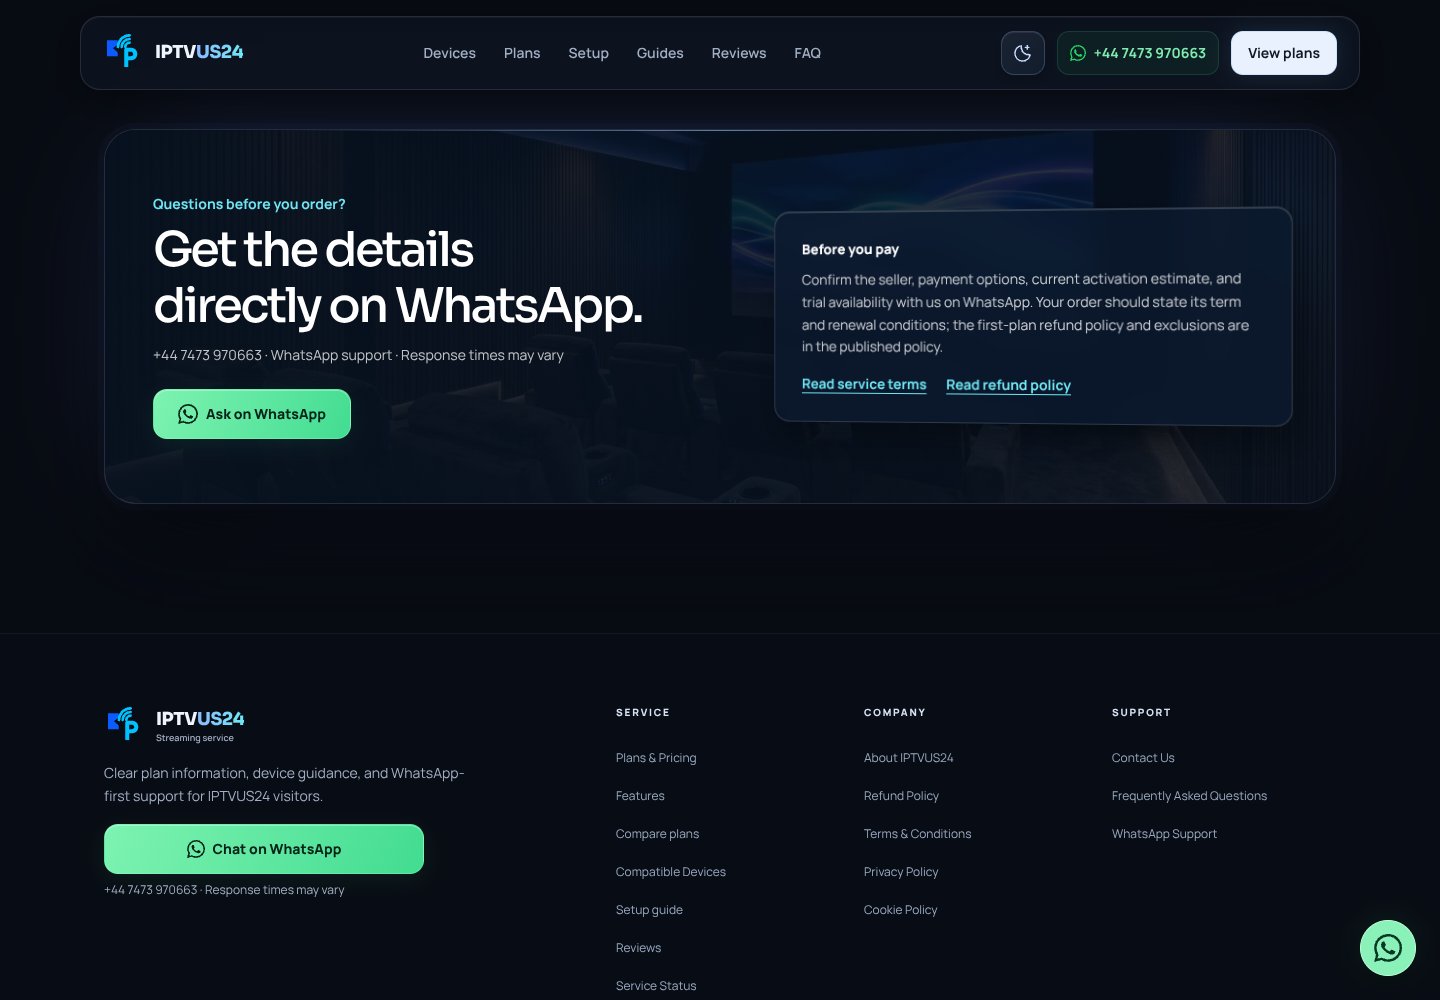 IPTVUS24
Devices
Plans
Setup
Guides
Reviews
FAQ
+44 7473 970663
View plans
Questions before you order?
Get the details
directly on WhatsApp.
+44 7473 970663 · WhatsApp support · Response times may vary
Ask on WhatsApp
Before you pay
Confirm the seller, payment options, current activation estimate, and
trial availability with us on WhatsApp. Your order should state its term
and renewal conditions; the first-plan refund policy and exclusions are
in the published policy.
Read service terms
Read refund policy
IPTVUS24
Streaming service
Clear plan information, device guidance, and WhatsApp-
first support for IPTVUS24 visitors.
Chat on WhatsApp
+44 7473 970663 · Response times may vary
SERVICE
Plans & Pricing
Features
Compare plans
Compatible Devices
Setup guide
Reviews
Service Status
COMPANY
About IPTVUS24
Refund Policy
Terms & Conditions
Privacy Policy
Cookie Policy
SUPPORT
Contact Us
Frequently Asked Questions
WhatsApp Support